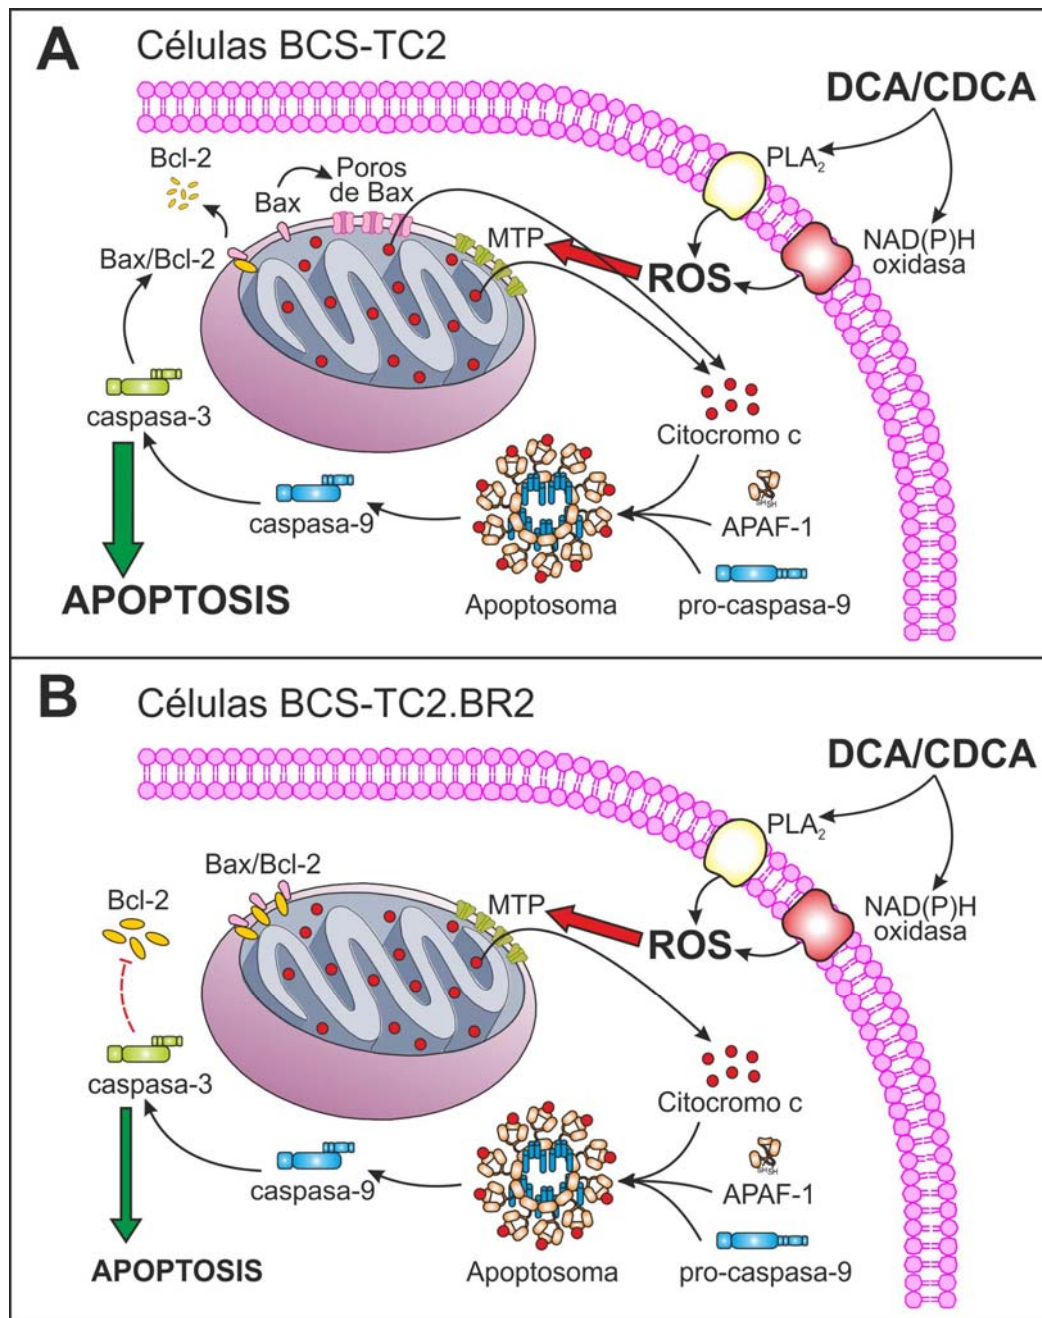 A
Células BCS-TC2
DCA/CDCA
PLA2
NAD(P)H
oxidasa
ROS
MTP
Bcl-2
Bax
Poros
de Bax
Bax/Bcl-2
caspasa-3
caspasa-9
Citocromo c
SHSH
APAF-1
Apoptosoma
pro-caspasa-9
APOPTOSIS
B
Células BCS-TC2.BR2
DCA/CDCA
PLA2
NAD(P)H
oxidasa
ROS
MTP
Bax/Bcl-2
Bcl-2
caspasa-3
caspasa-9
Citocromo c
SHSH
APAF-1
Apoptosoma
pro-caspasa-9
APOPTOSIS